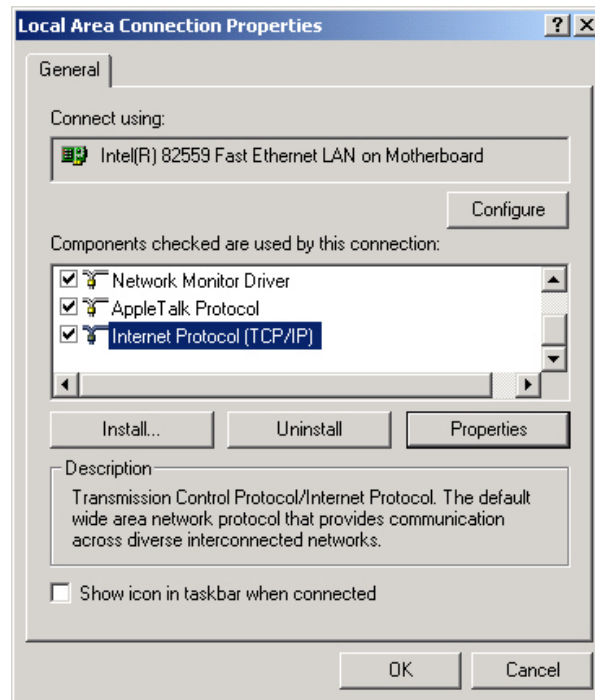 Local Area Connection Properties
General
Connect using:
Intel(R) 82559 Fast Ethernet LAN on Motherboard
Configure
Components checked are used by this connection:
Network Monitor Driver
AppleTalk Protocol
Internet Protocol (TCP/IP)
Install...
Uninstall
Properties
Description
Transmission Control Protocol/Internet Protocol. The default
wide area network protocol that provides communication
across diverse interconnected networks.
Show icon in taskbar when connected
OK
Cancel